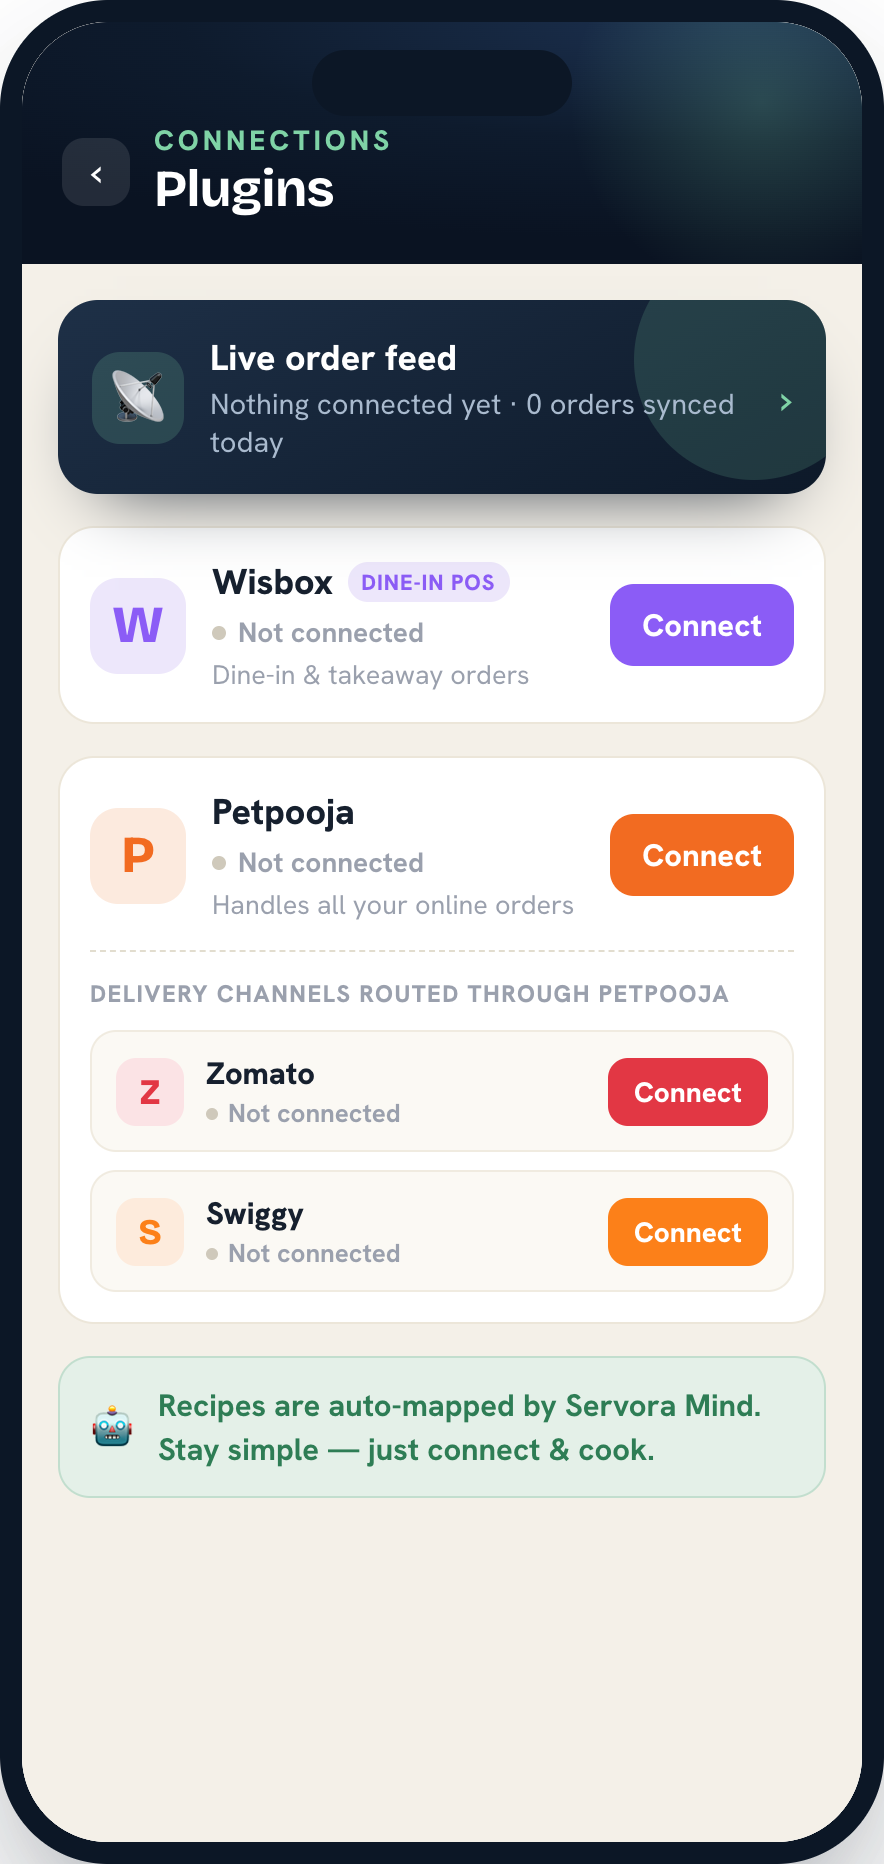 CONNECTIONS
Plugins
Live order feed
Nothing connected yet · 0 orders synced
today
W
Wisbox DINE-IN POS
Not connected
Dine-in & takeaway orders
Connect
P
Petpooja
Not connected
Handles all your online orders
Connect
DELIVERY CHANNELS ROUTED THROUGH PETPOOJA
Z
Zomato
Not connected
Connect
S
Swiggy
Not connected
Connect
Recipes are auto-mapped by Servora Mind.
Stay simple — just connect & cook.